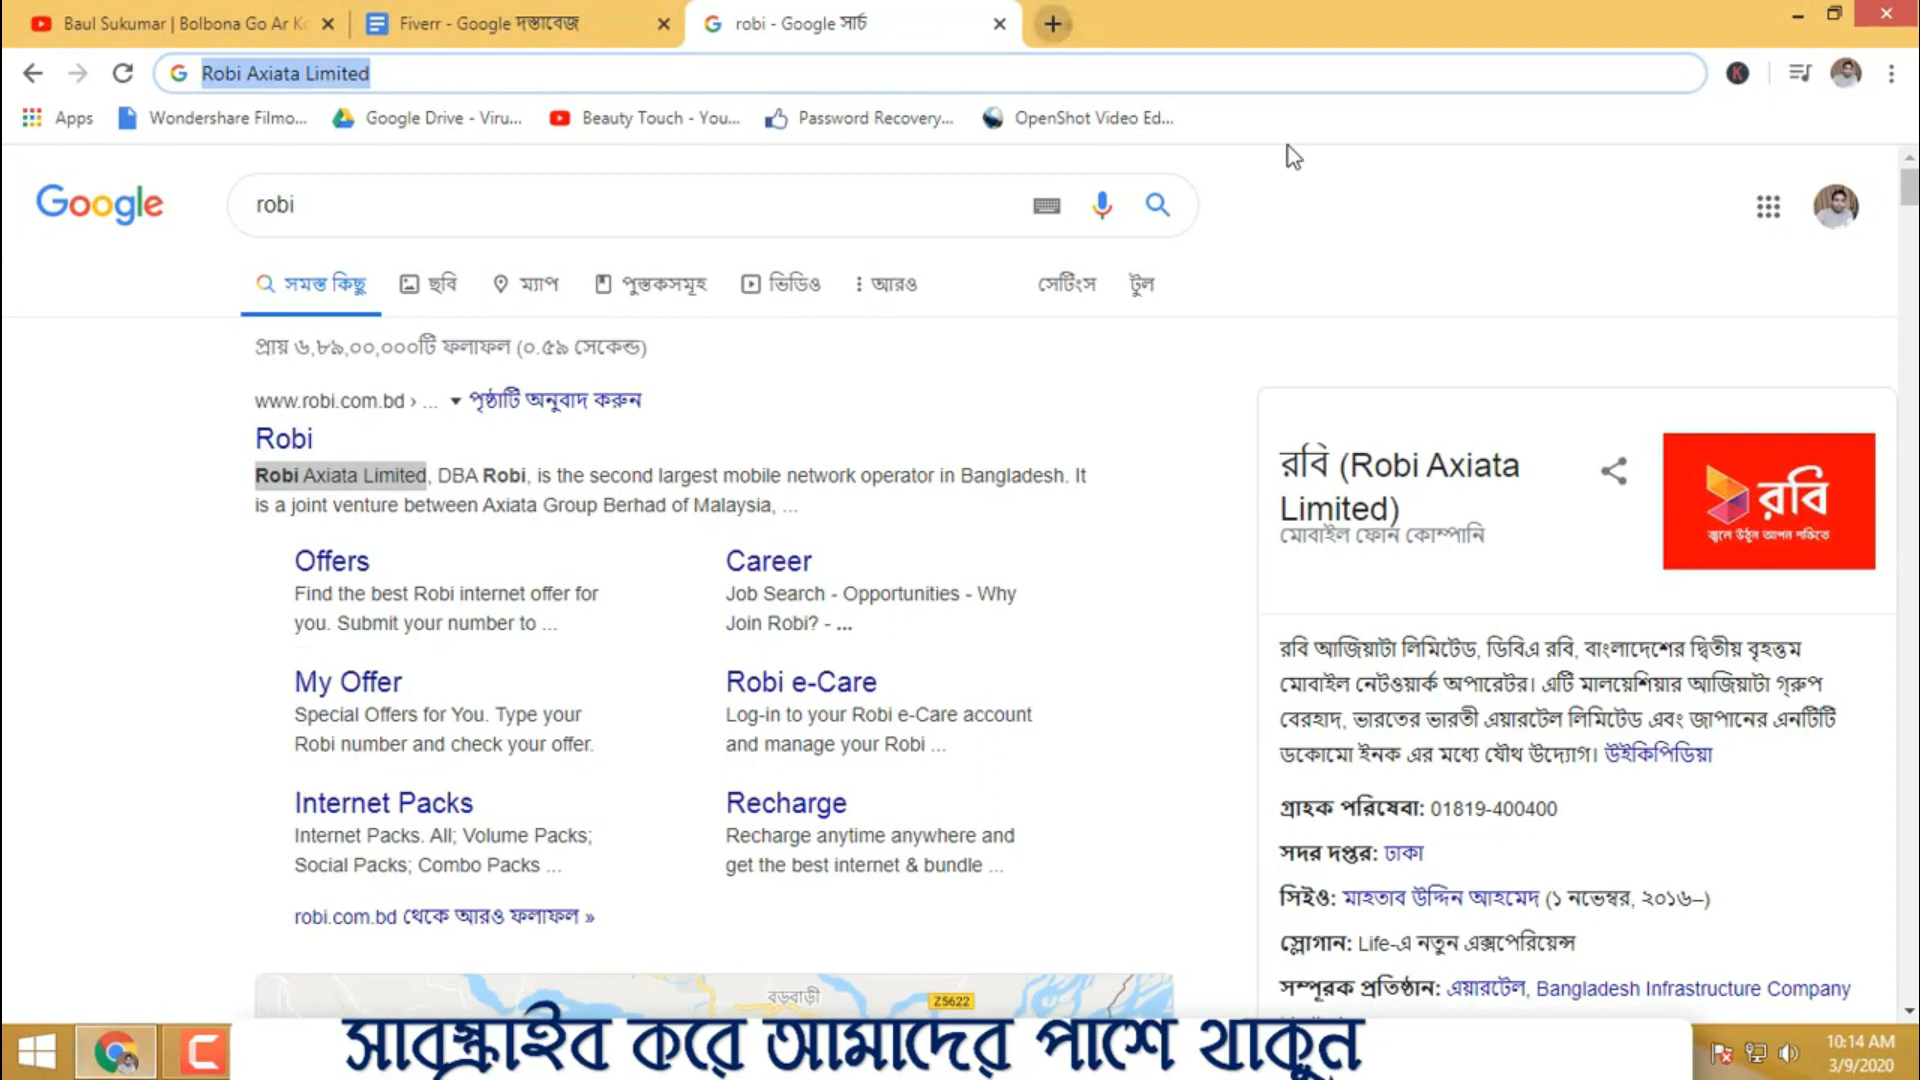 Baul Sukumar | Bolbona Go Ar Ko
Fiverr - Google দস্তাবেজ
robi - Google সার্চ
Robi Axiata Limited
Apps
Wondershare Filmo...
Google Drive - Viru...
Beauty Touch - You...
Password Recovery...
OpenShot Video Ed...
Google
robi
সমস্ত কিছু
ছবি
ম্যাপ
পুস্তকসমূহ
ভিডিও
আরও
সেটিংস
টুল
প্রায় ৬,৮৯,০০,০০০টি ফলাফল (০.৫৯ সেকেন্ড)
www.robi.com.bd › ... পৃষ্ঠাটি অনুবাদ করুন
Robi
Robi Axiata Limited, DBA Robi, is the second largest mobile network operator in Bangladesh. It
is a joint venture between Axiata Group Berhad of Malaysia, ...
Offers
Find the best Robi internet offer for
you. Submit your number to ...
Career
Job Search - Opportunities - Why
Join Robi? - ...
My Offer
Special Offers for You. Type your
Robi number and check your offer.
Robi e-Care
Log-in to your Robi e-Care account
and manage your Robi ...
Internet Packs
Internet Packs. All; Volume Packs;
Social Packs; Combo Packs ...
Recharge
Recharge anytime anywhere and
get the best internet & bundle ...
robi.com.bd থেকে আরও ফলাফল »
বড়বাড়ী
Z5622
রবি (Robi Axiata
Limited)
মোবাইল ফোন কোম্পানি
রবি
জ্বলে উঠুন আপন শক্তিতে
রবি আজিয়াটা লিমিটেড, ডিবিএ রবি, বাংলাদেশের দ্বিতীয় বৃহত্তম
মোবাইল নেটওয়ার্ক অপারেটর। এটি মালয়েশিয়ার আজিয়াটা গ্রুপ
বেরহাদ, ভারতের ভারতী এয়ারটেল লিমিটেড এবং জাপানের এনটিটি
ডকোমো ইনক এর মধ্যে যৌথ উদ্যোগ। উইকিপিডিয়া
গ্রাহক পরিষেবা: 01819-400400
সদর দপ্তর: ঢাকা
সিইও: মাহতাব উদ্দিন আহমেদ (১ নভেম্বর, ২০১৬–)
স্লোগান: Life-এ নতুন এক্সপেরিয়েন্স
সম্পূরক প্রতিষ্ঠান: এয়ারটেল, Bangladesh Infrastructure Company
সাবস্ক্রাইব করে আমাদের পাশে থাকুন
10:14 AM
3/9/2020